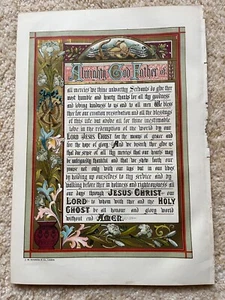 Almighty God Father of
all mercies we thine unworthy Servants do give thee
most humble and hearty thanks for all thy goodness
and loving kindness to us and to all men We bless
thee for our creation preservation and all the blessings
of this life but above all for thine inestimable
love in the redemption of the world by our
Lord Jesus Christ for the means of grace and
for the hope of glory And we beseech thee give us
that due sense of all thy mercies that our hearts may
be unfeignedly thankful and that we shew forth our
praise not only with our lips but in our lives
by giving up ourselves to thy service and by
walking before thee in holiness and righteousness all
our days through JESUS CHRIST our
LORD to whom with thee and the HOLY
GHOST be all honour and glory world
without end AMEN